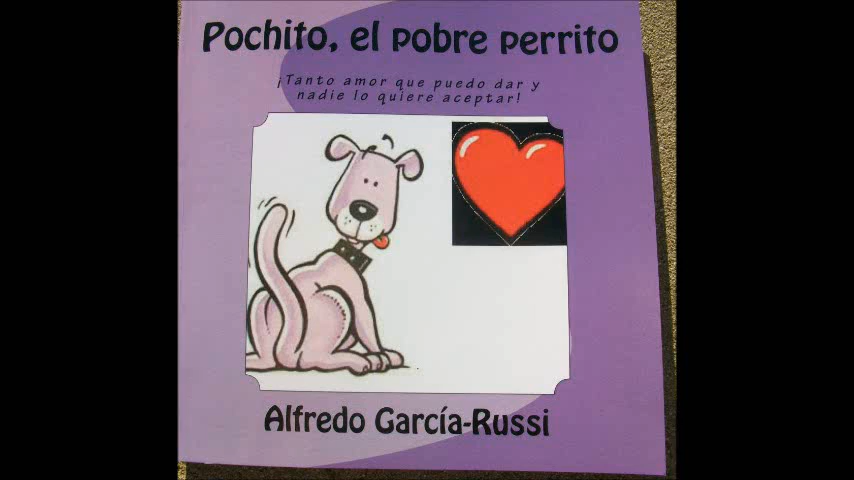 Pochito, el pobre perrito
¡Tanto amor que puedo dar y
nadie lo quiere aceptar!
Alfredo García-Russi